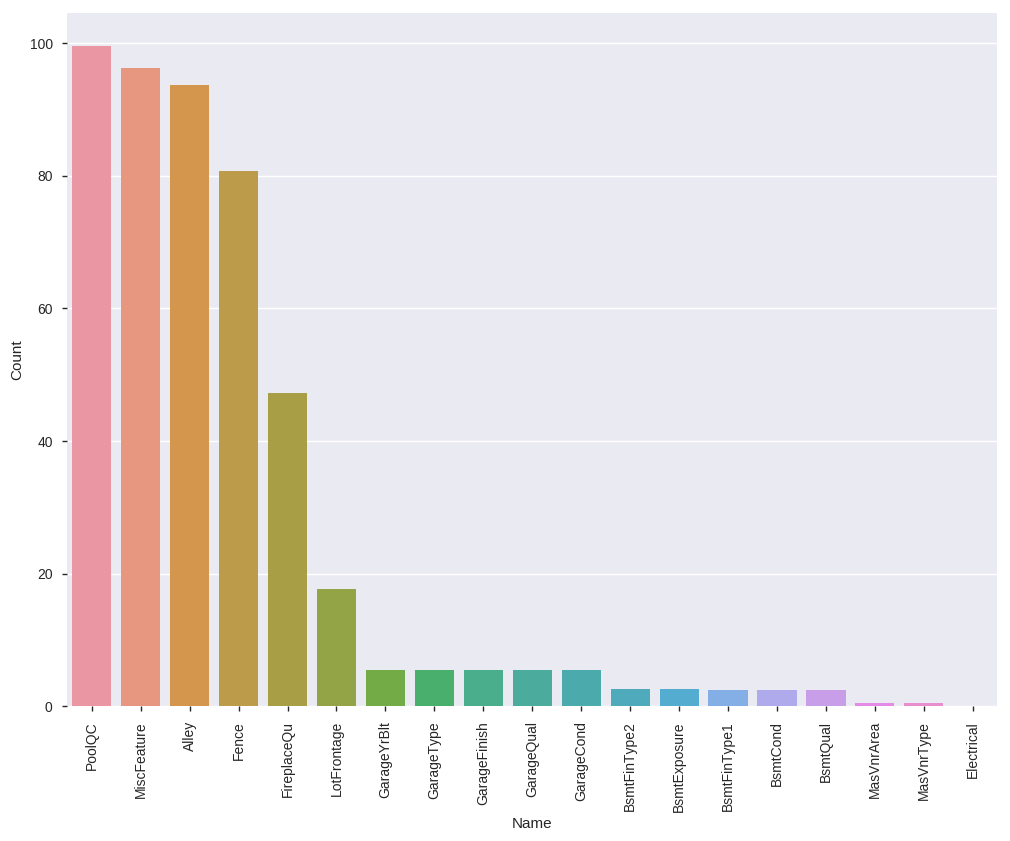 100
80
60
40
20
0
Count
PoolQC
MiscFeature
Alley
Fence
FireplaceQu
LotFrontage
GarageYrBlt
GarageType
GarageFinish
GarageQual
GarageCond
BsmtFinType2
BsmtExposure
BsmtFinType1
BsmtCond
BsmtQual
MasVnrArea
MasVnrType
Electrical
Name